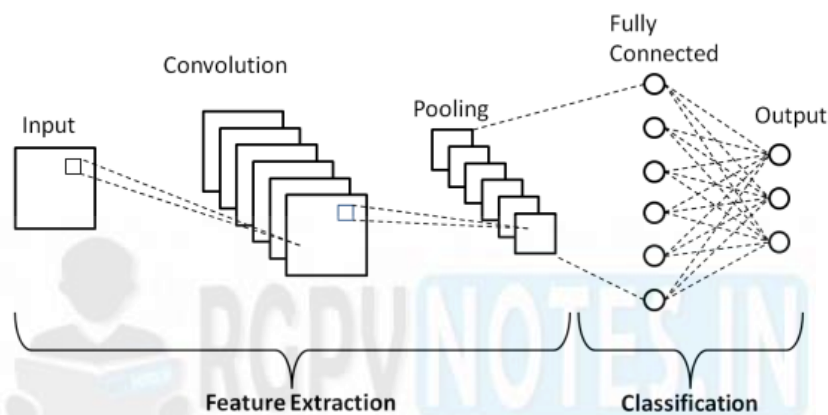 Fully
Connected
Convolution
Pooling
Output
Input
RGPVNOTES.IN
Feature Extraction
Classification